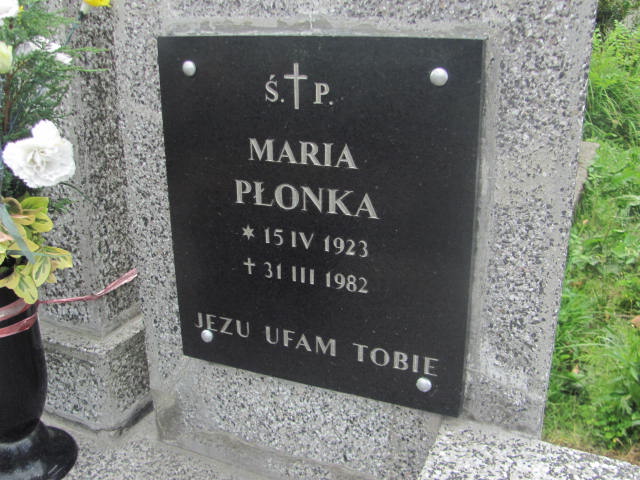 Ś. P.
MARIA
PŁONKA
* 15 IV 1923
† 31 III 1982
JEZU UFAM TOBIE